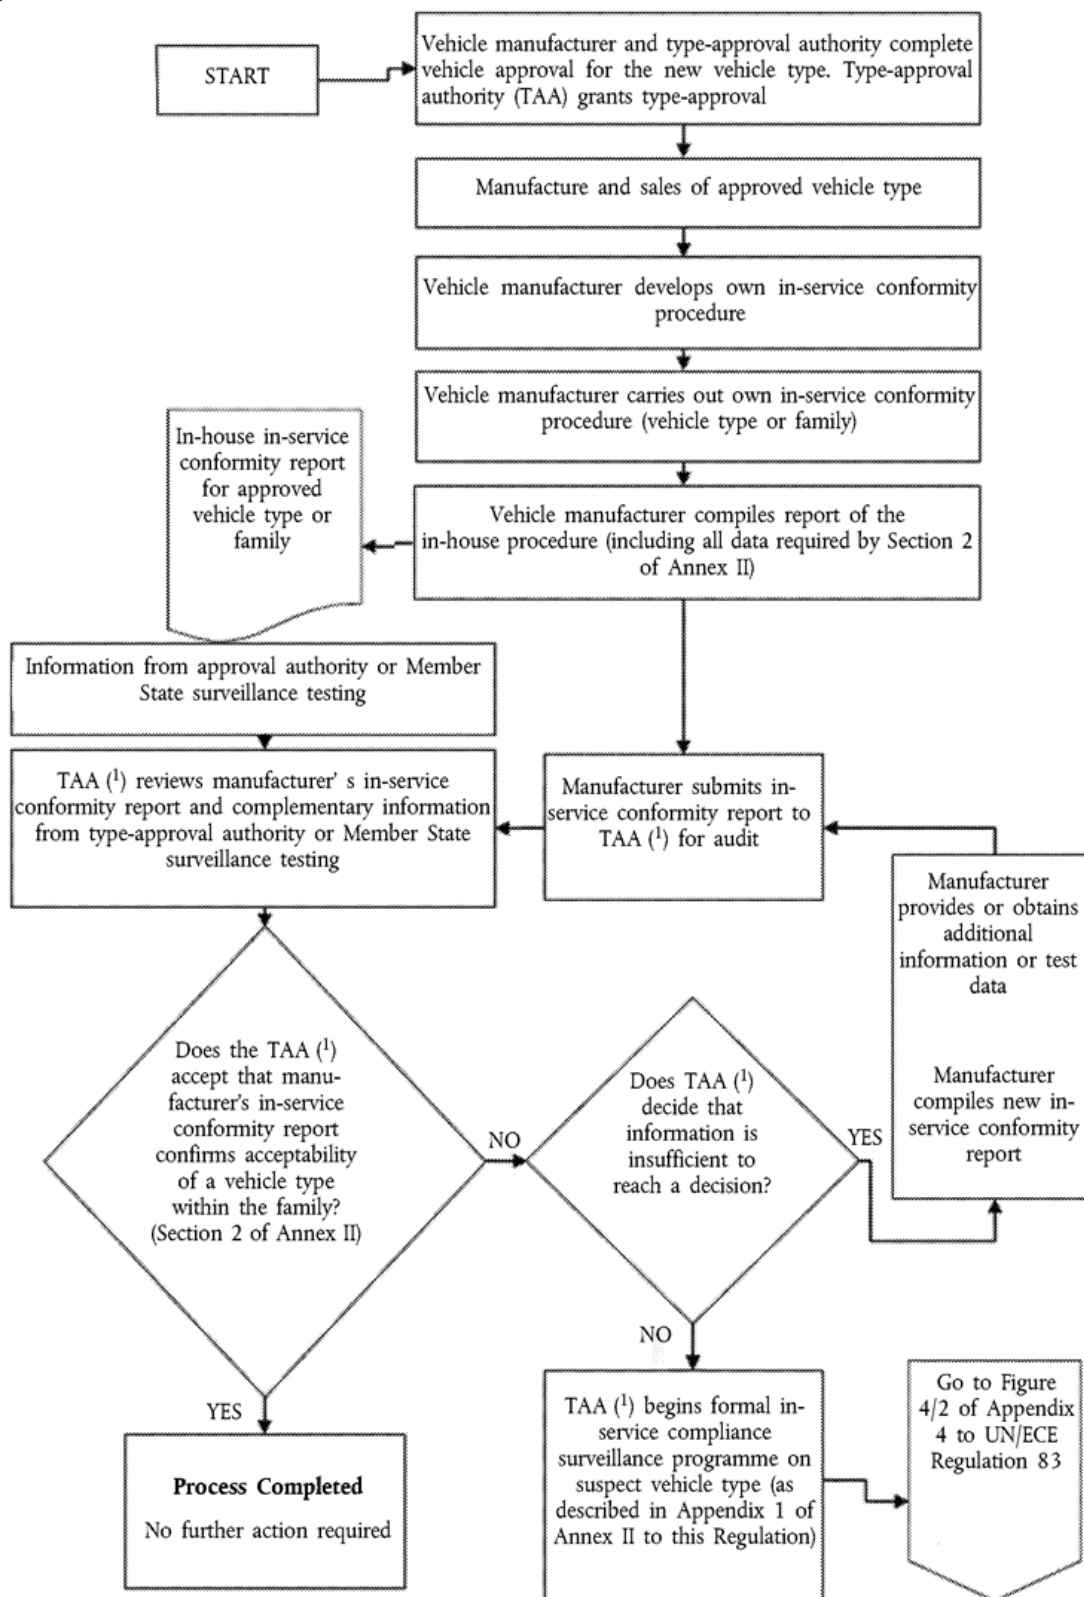 START
Vehicle manufacturer and type-approval authority complete
vehicle approval for the new vehicle type. Type-approval
authority (TAA) grants type-approval
Manufacture and sales of approved vehicle type
Vehicle manufacturer develops own in-service conformity
procedure
Vehicle manufacturer carries out own in-service conformity
procedure (vehicle type or family)
In-house in-service
conformity report
for approved
vehicle type or
family
Vehicle manufacturer compiles report of the
in-house procedure (including all data required by Section 2
of Annex II)
Information from approval authority or Member
State surveillance testing
TAA (¹) reviews manufacturer' s in-service
conformity report and complementary information
from type-approval authority or Member State
surveillance testing
Manufacturer submits in-
service conformity report to
TAA (¹) for audit
Manufacturer
provides or obtains
additional
information or test
data
Manufacturer
compiles new in-
service conformity
report
Does the TAA (¹)
accept that manu-
facturer's in-service
conformity report
confirms acceptability
of a vehicle type
within the family?
(Section 2 of Annex II)
NO
Does TAA (¹)
decide that
information is
insufficient to
reach a decision?
YES
NO
YES
Process Completed
No further action required
TAA (¹) begins formal in-
service compliance
surveillance programme on
suspect vehicle type (as
described in Appendix 1 of
Annex II to this Regulation)
Go to Figure
4/2 of Appendix
4 to UN/ECE
Regulation 83